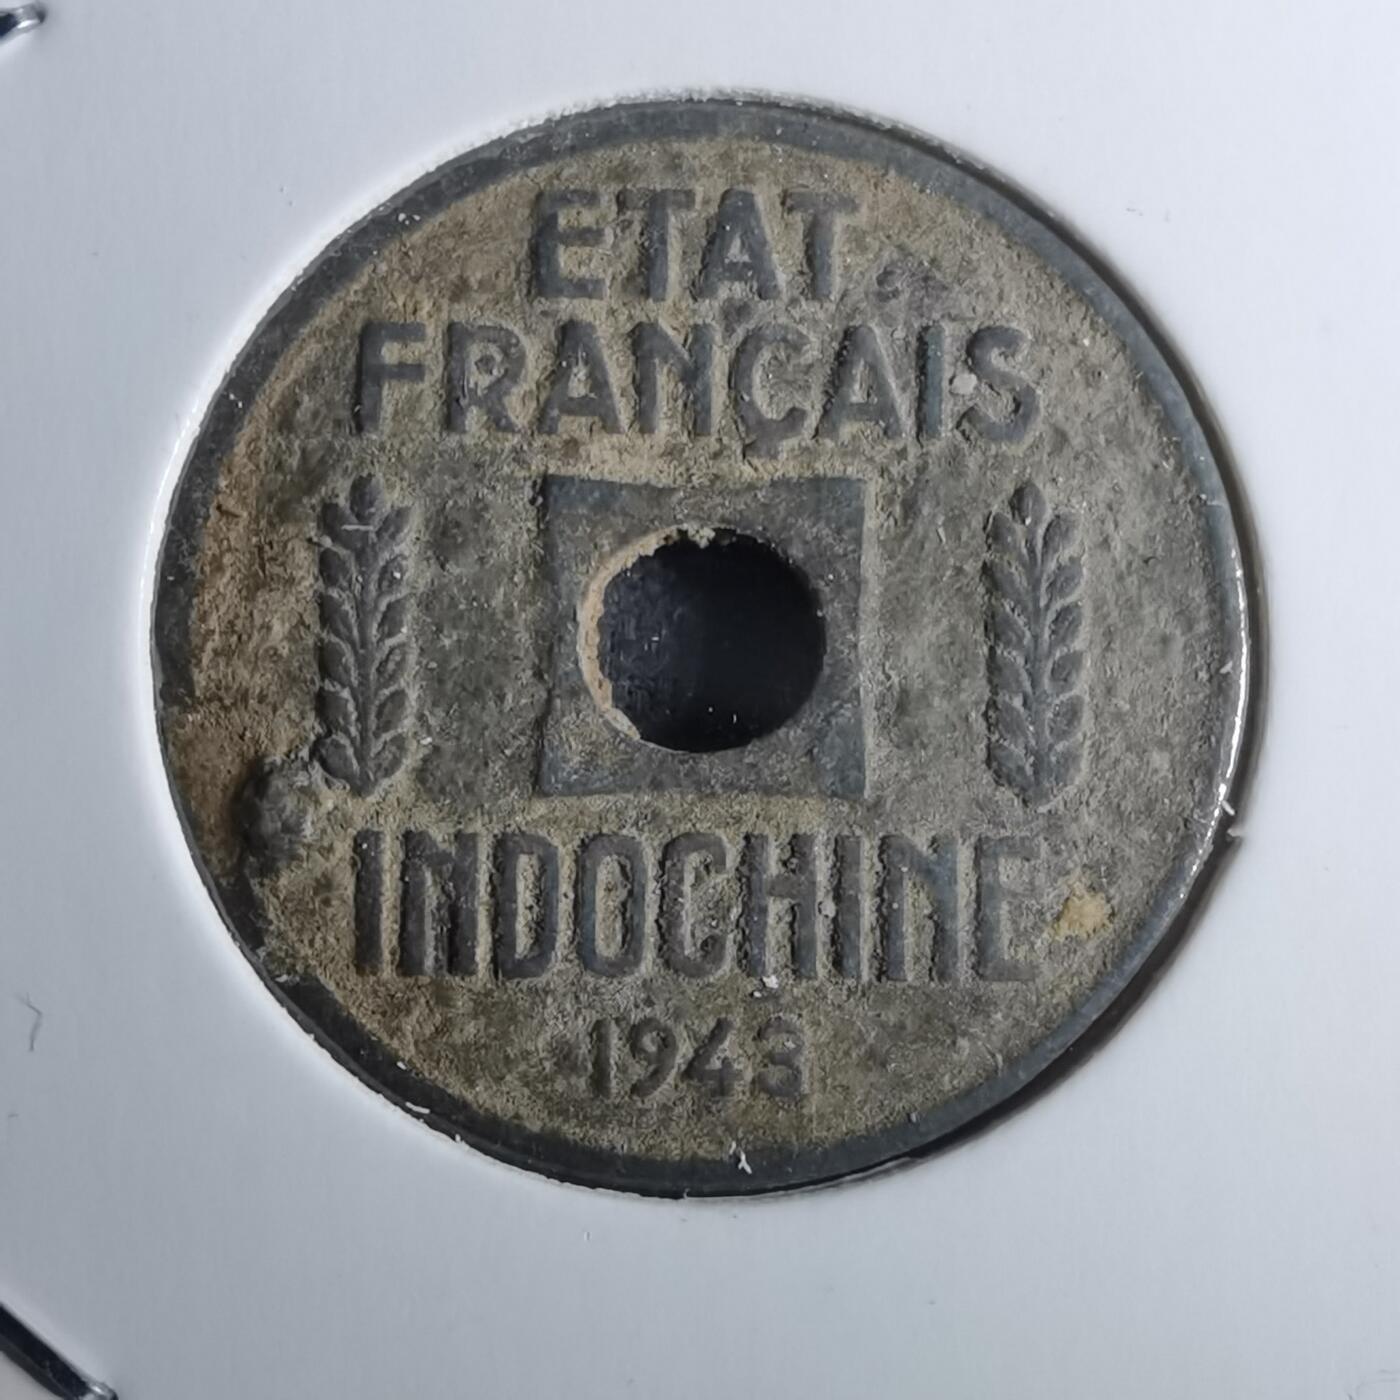 ETAT
FRANÇAIS
INDOCHINE
1943